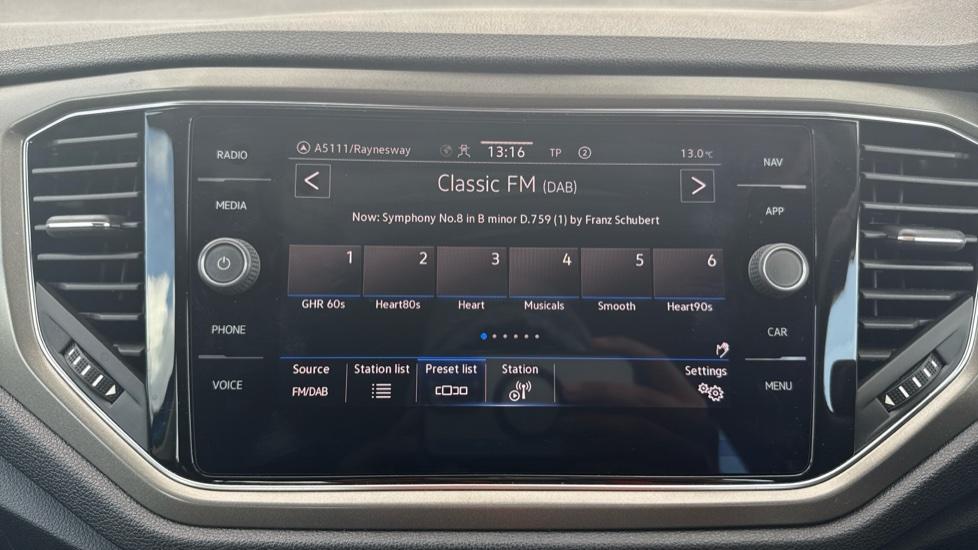 RADIO
MEDIA
PHONE
VOICE
A5111/Raynesway 13:16 TP 2 13.0°C
< Classic FM (DAB) >
Now: Symphony No.8 in B minor D.759 (1) by Franz Schubert
1 2 3 4 5 6
GHR 60s Heart80s Heart Musicals Smooth Heart90s
Source Station list Preset list Station Settings
FM/DAB
NAV
APP
CAR
MENU